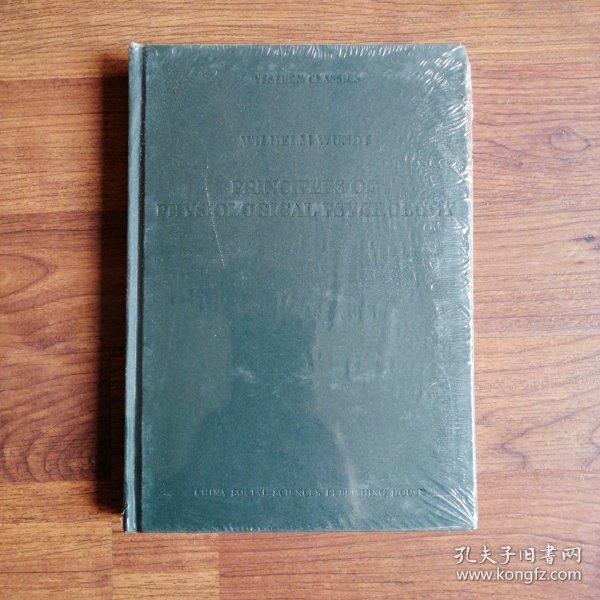 WESTERN CLASSICS
WILHELM WUNDT
PRINCIPLES OF
PHYSIOLOGICAL PSYCHOLOGY
CHINA SOCIAL SCIENCES PUBLISHING HOUSE
孔夫子旧书网
www.kongfz.com